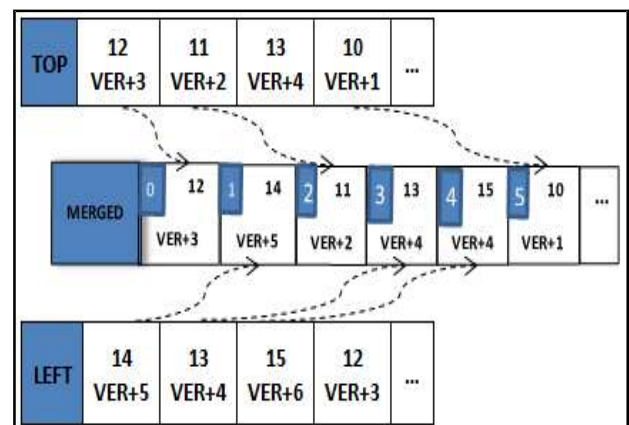 TOP 12 11 13 10 ...
VER+3 VER+2 VER+4 VER+1
MERGED 0 12 1 14 2 11 3 13 4 15 5 10 ...
VER+3 VER+5 VER+2 VER+4 VER+4 VER+1
LEFT 14 13 15 12 ...
VER+5 VER+4 VER+6 VER+3